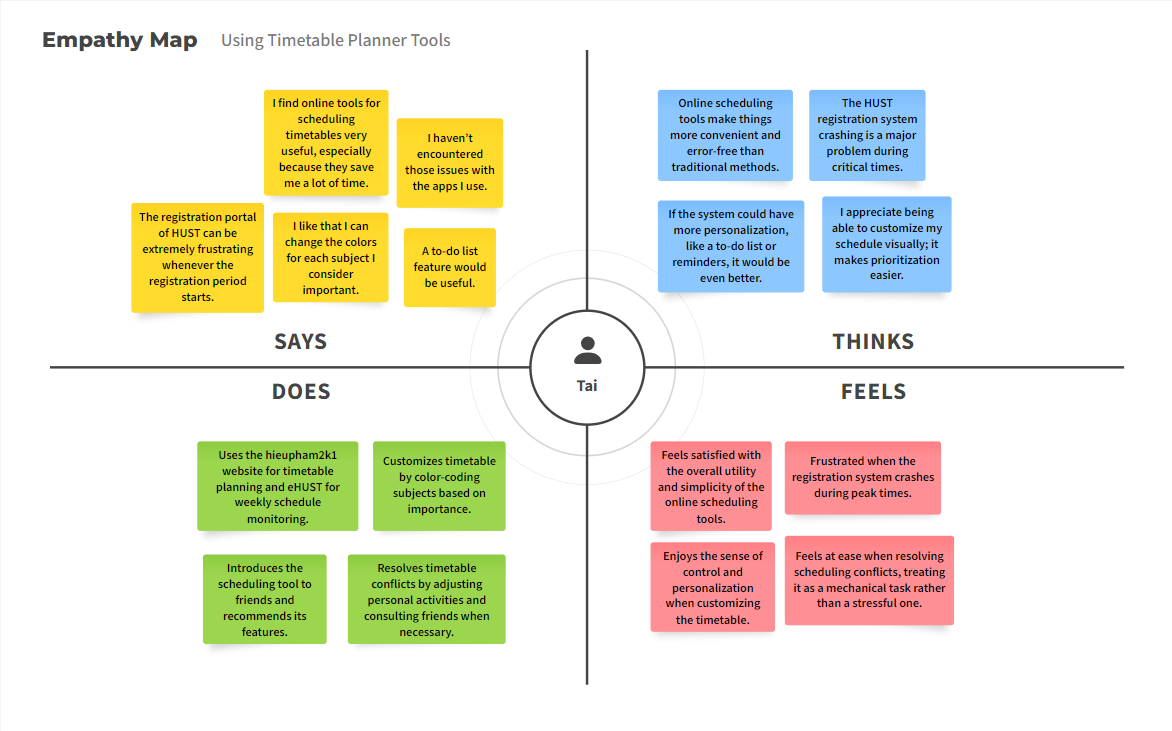 Empathy Map Using Timetable Planner Tools
I find online tools for
scheduling
timetables very
useful, especially
because they save
me a lot of time.
I haven’t
encountered
those issues with
the apps I use.
The registration portal
of HUST can be
extremely frustrating
whenever the
registration period
starts.
I like that I can
change the colors
for each subject I
consider
important.
A to-do list
feature would
be useful.
SAYS
Online scheduling
tools make things
more convenient and
error-free than
traditional methods.
The HUST
registration system
crashing is a major
problem during
critical times.
If the system could have
more personalization,
like a to-do list or
reminders, it would be
even better.
I appreciate being
able to customize my
schedule visually; it
makes prioritization
easier.
THINKS
Tai
DOES
Uses the hieupham2k1
website for timetable
planning and eHUST for
weekly schedule
monitoring.
Customizes timetable
by color-coding
subjects based on
importance.
Introduces the
scheduling tool to
friends and
recommends its
features.
Resolves timetable
conflicts by adjusting
personal activities and
consulting friends when
necessary.
FEELS
Feels satisfied with
the overall utility
and simplicity of the
online scheduling
tools.
Frustrated when the
registration system crashes
during peak times.
Enjoys the sense of
control and
personalization
when customizing
the timetable.
Feels at ease when resolving
scheduling conflicts, treating
it as a mechanical task rather
than a stressful one.